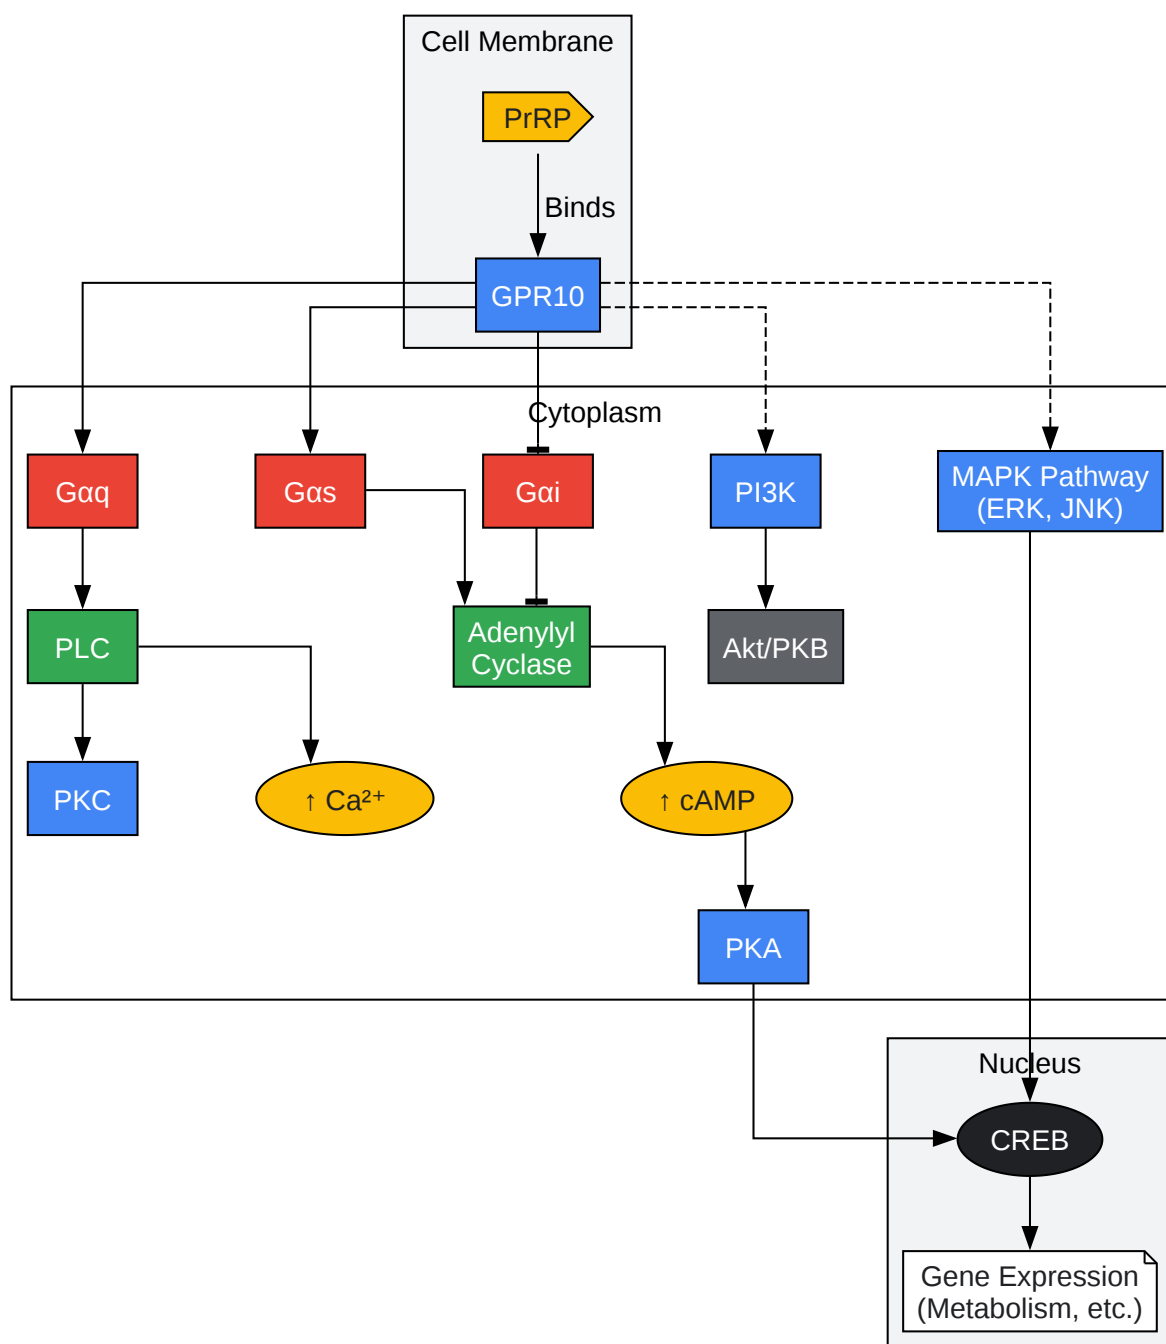 Cell Membrane
PrRP
Binds
GPR10
Cytoplasm
Gαq
Gαs
Gαi
PI3K
MAPK Pathway
(ERK, JNK)
PLC
Adenylyl
Cyclase
Akt/PKB
PKC
↑ Ca²⁺
↑ cAMP
PKA
Nucleus
CREB
Gene Expression
(Metabolism, etc.)